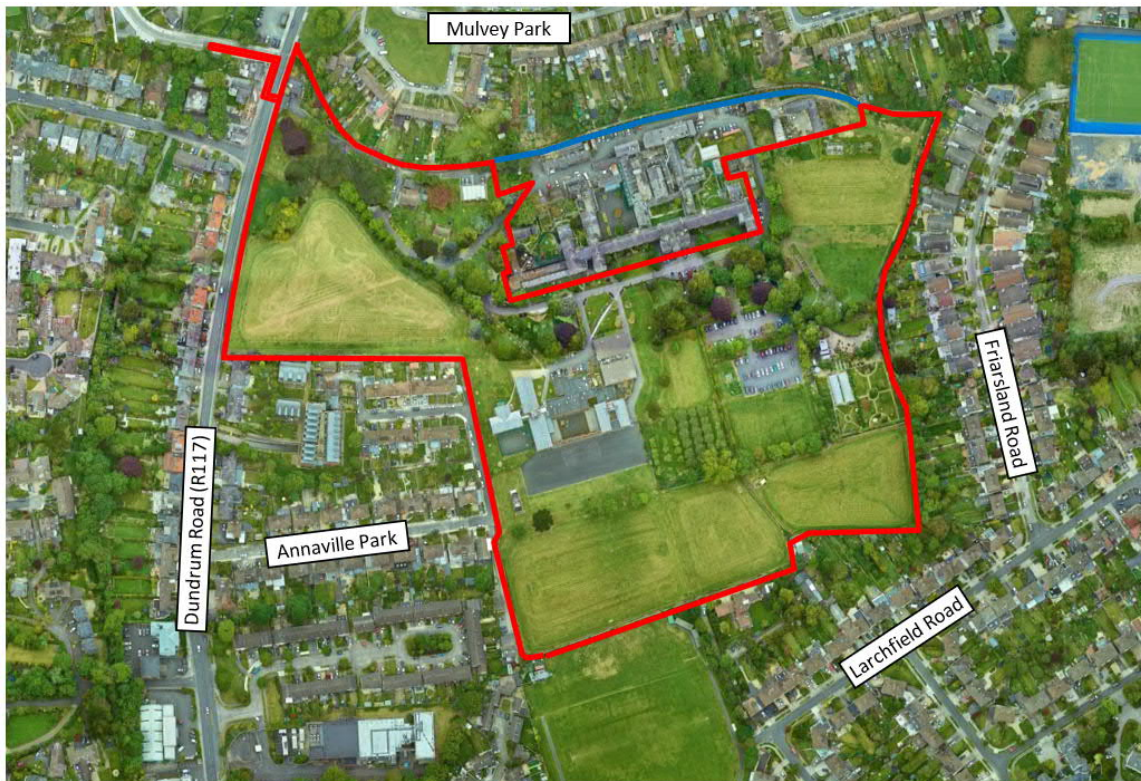 Mulvey Park
Friarsland Road
Dundrum Road (R117)
Annaville Park
Larchfield Road